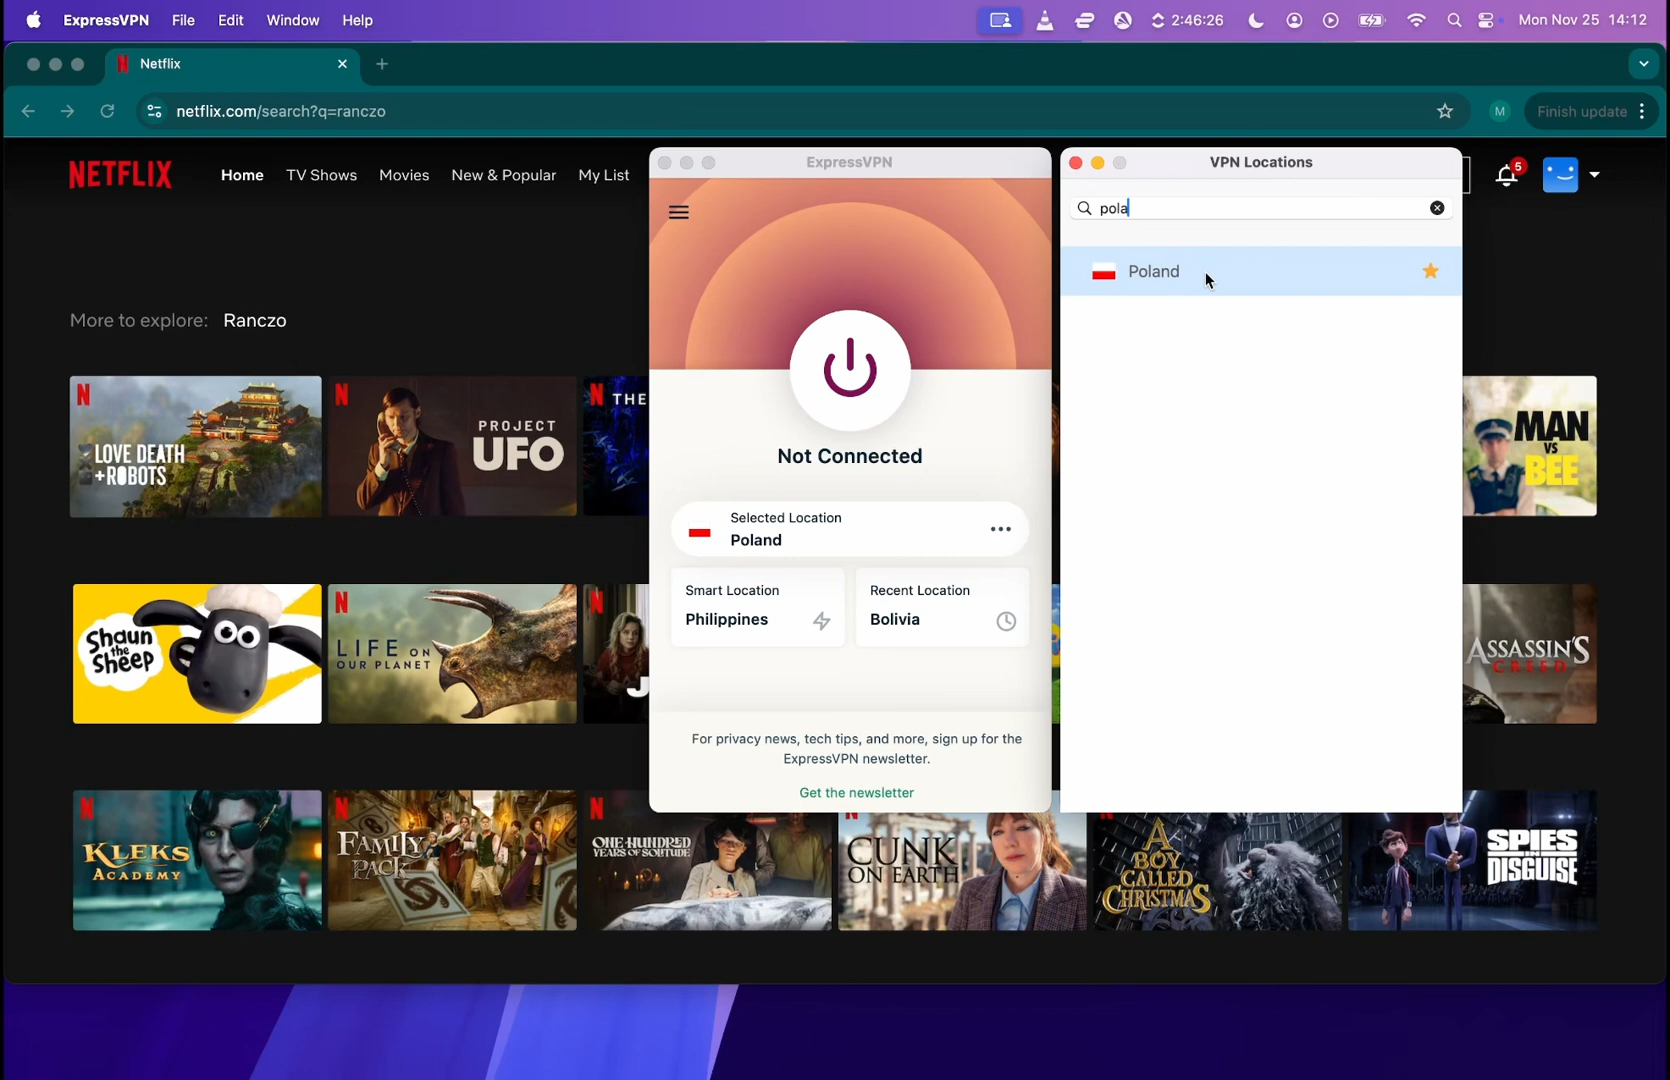 ExpressVPN File Edit Window Help
2:46:26 Mon Nov 25 14:12
Netflix
netflix.com/search?q=ranczo
M
Finish update
NETFLIX Home TV Shows Movies New & Popular My List
5
More to explore: Ranczo
LOVE DEATH
+ROBOTS
PROJECT
UFO
THE
MAN
VS
BEE
Shaun
the
Sheep
LIFE ON
OUR PLANET
J
ASSASSIN'S
CREED
KLEKS
ACADEMY
FAMILY
PACK
ONE HUNDRED
YEARS OF SOLITUDE
CUNK
ON EARTH
A
BOY
CALLED
CHRISTMAS
SPIES
IN
DISGUISE
ExpressVPN
Not Connected
Selected Location
Poland
Smart Location
Philippines
Recent Location
Bolivia
For privacy news, tech tips, and more, sign up for the
ExpressVPN newsletter.
Get the newsletter
VPN Locations
pola
Poland